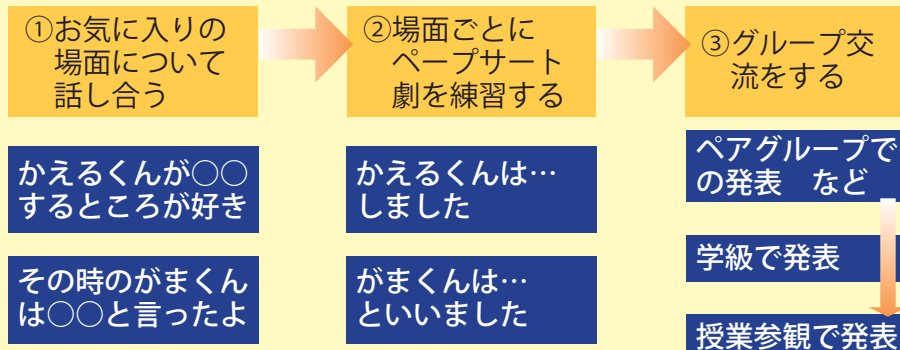 ①お気に入りの
場面について
話し合う
かえるくんが○○
するところが好き
その時のがまくん
は○○と言ったよ
②場面ごとに
ペープサート
劇を練習する
かえるくんは…
しました
がまくんは…
といいました
③グループ交
流をする
ペアグループで
の発表　など
学級で発表
授業参観で発表